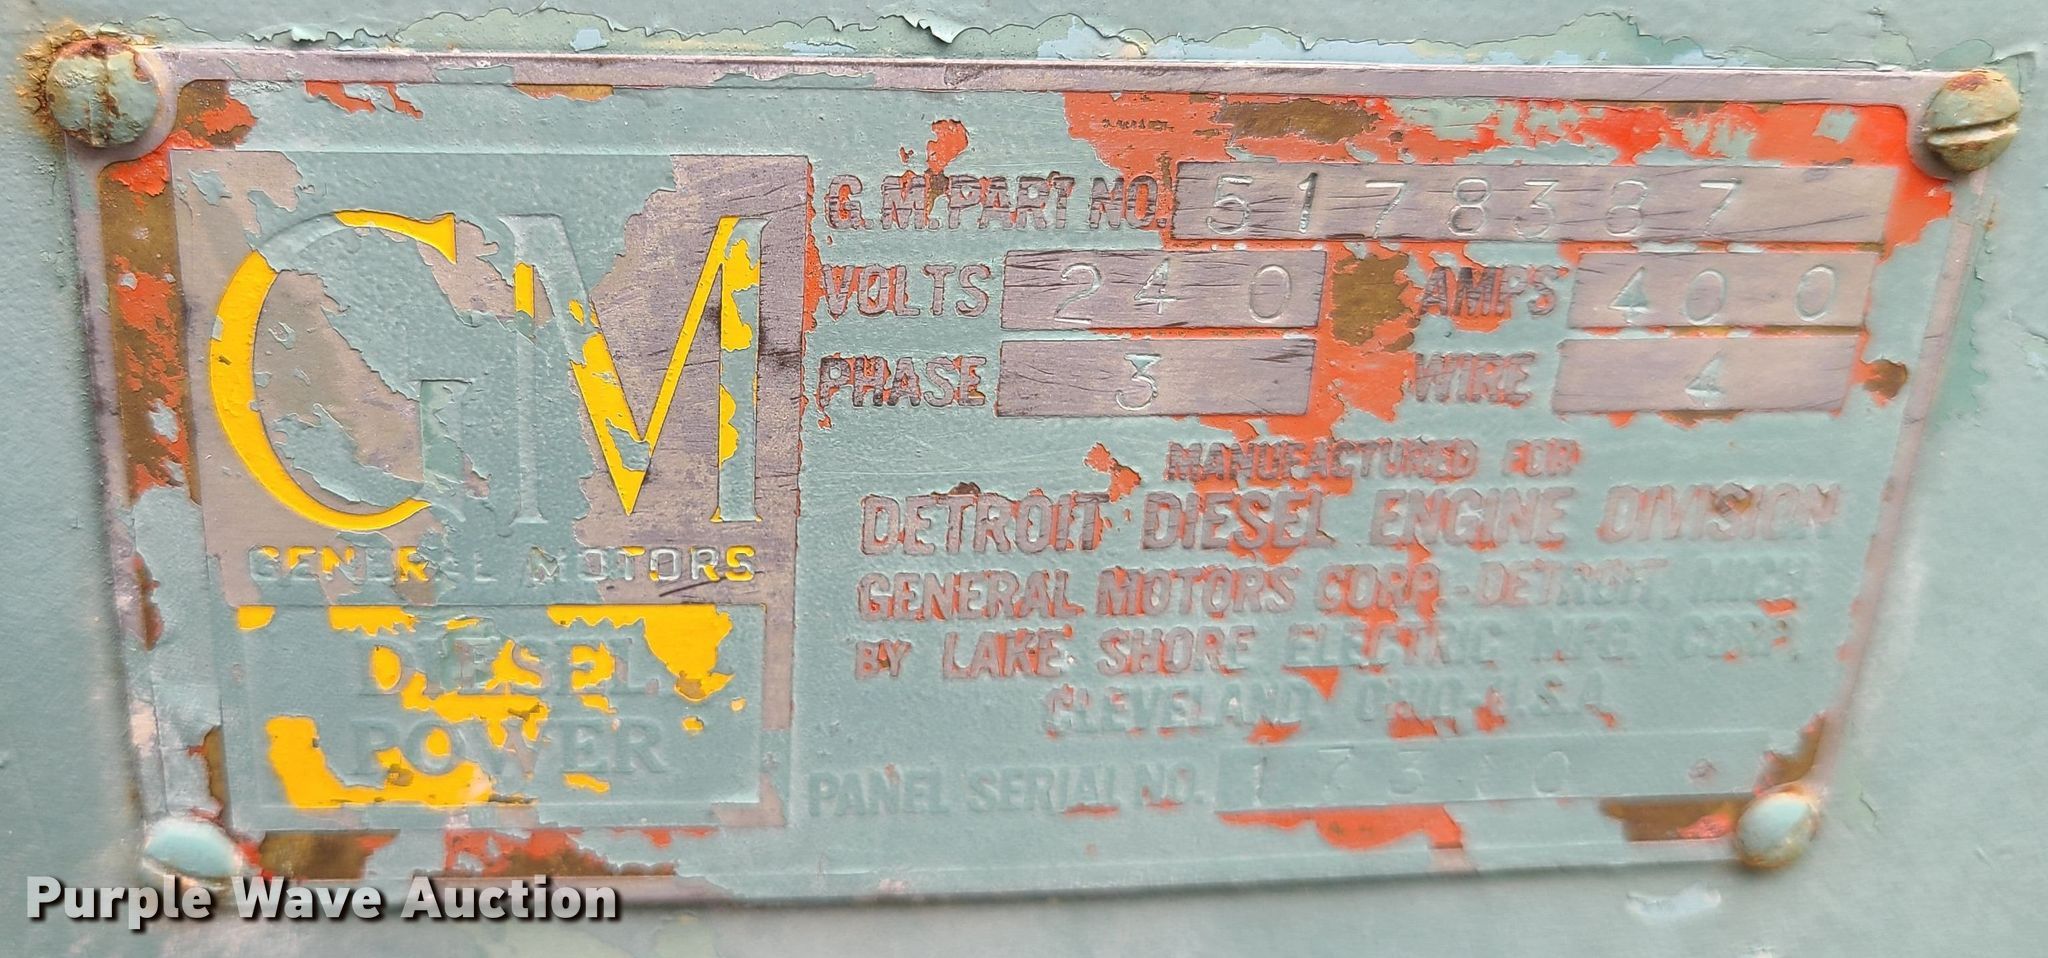 GM
GENERAL MOTORS
DIESEL
POWER
G.M. PART NO. 5178387
VOLTS 240 AMPS 400
PHASE 3 WIRE 4
MANUFACTURED FOR
DETROIT DIESEL ENGINE DIVISION
GENERAL MOTORS CORP.-DETROIT, MICH.
BY LAKE SHORE ELECTRIC MFG. CORP.
CLEVELAND, OHIO-U.S.A.
PANEL SERIAL NO.
Purple Wave Auction